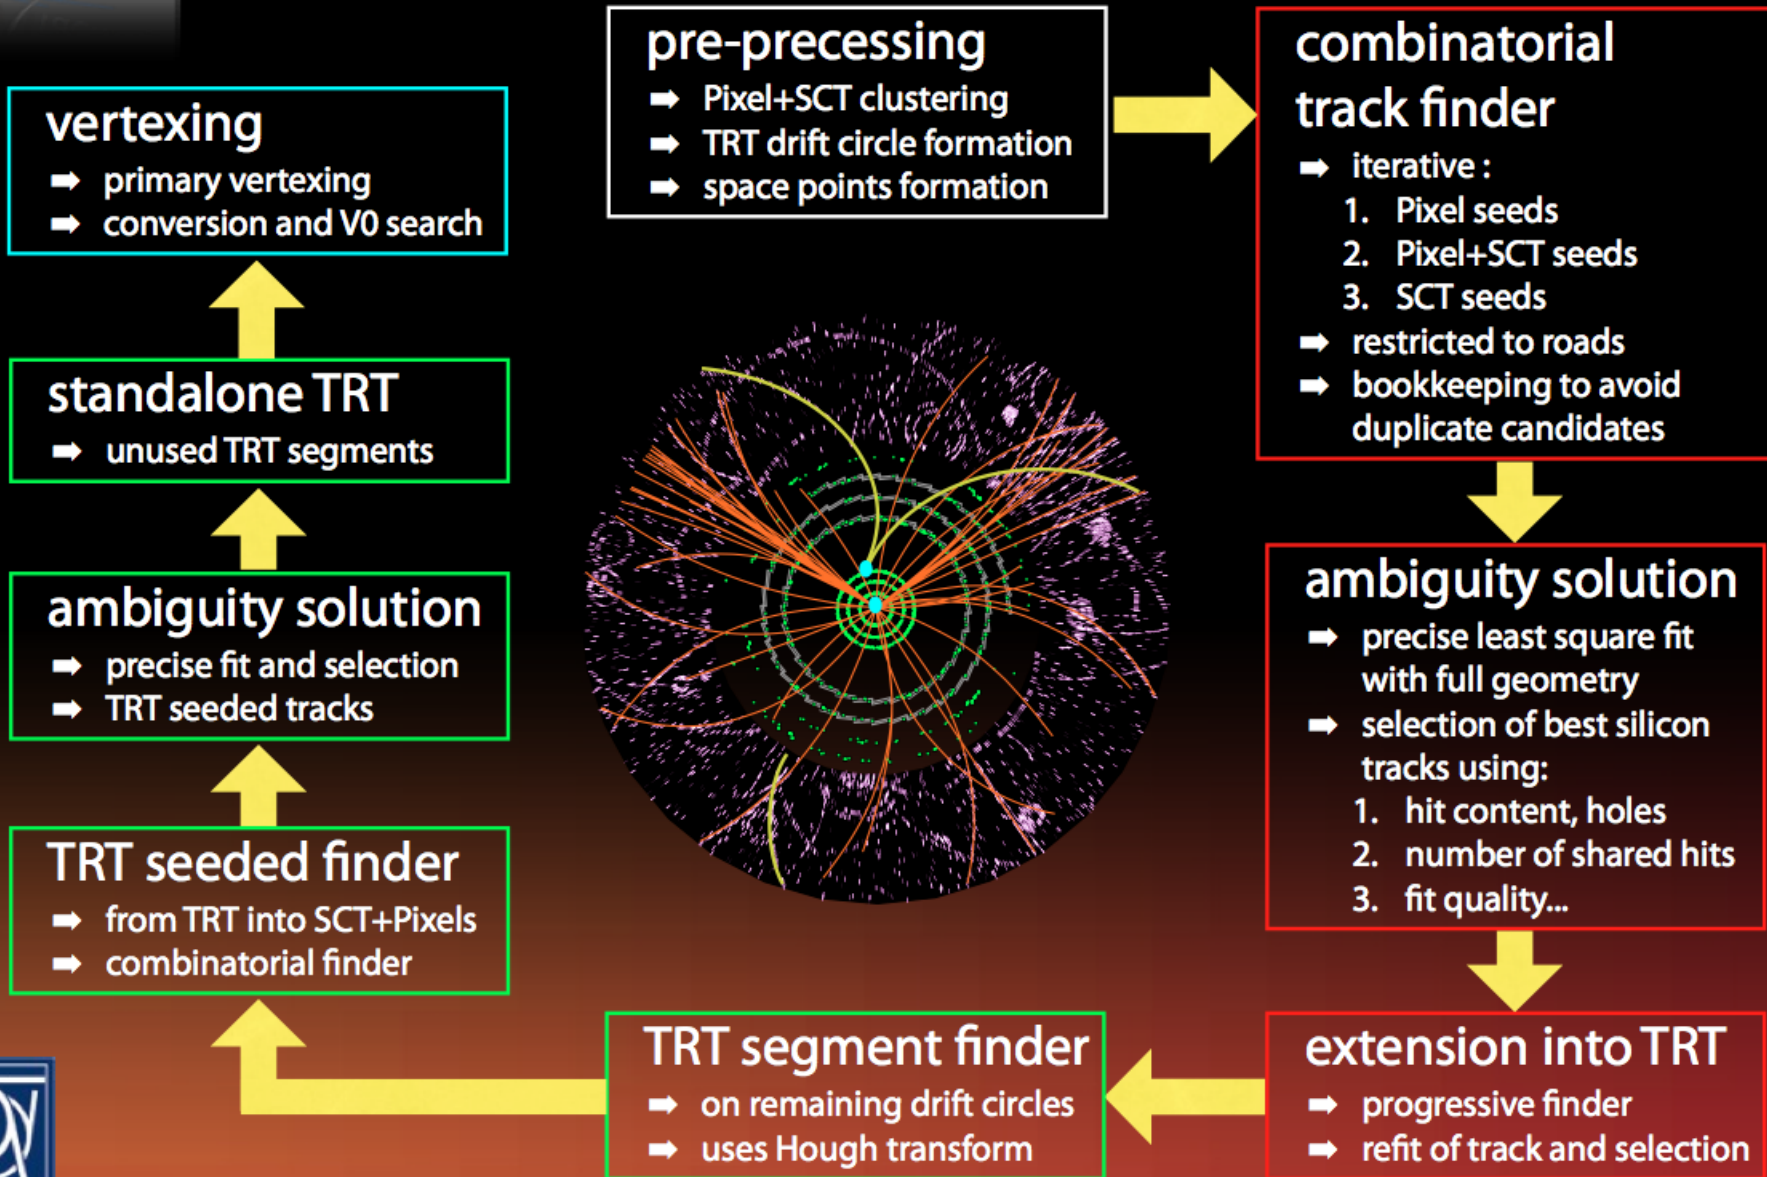 pre-precessing
➡ Pixel+SCT clustering
➡ TRT drift circle formation
➡ space points formation
combinatorial
track finder
➡ iterative :
1. Pixel seeds
2. Pixel+SCT seeds
3. SCT seeds
➡ restricted to roads
➡ bookkeeping to avoid
duplicate candidates
ambiguity solution
➡ precise least square fit
with full geometry
➡ selection of best silicon
tracks using:
1. hit content, holes
2. number of shared hits
3. fit quality...
extension into TRT
➡ progressive finder
➡ refit of track and selection
TRT segment finder
➡ on remaining drift circles
➡ uses Hough transform
TRT seeded finder
➡ from TRT into SCT+Pixels
➡ combinatorial finder
ambiguity solution
➡ precise fit and selection
➡ TRT seeded tracks
standalone TRT
➡ unused TRT segments
vertexing
➡ primary vertexing
➡ conversion and V0 search